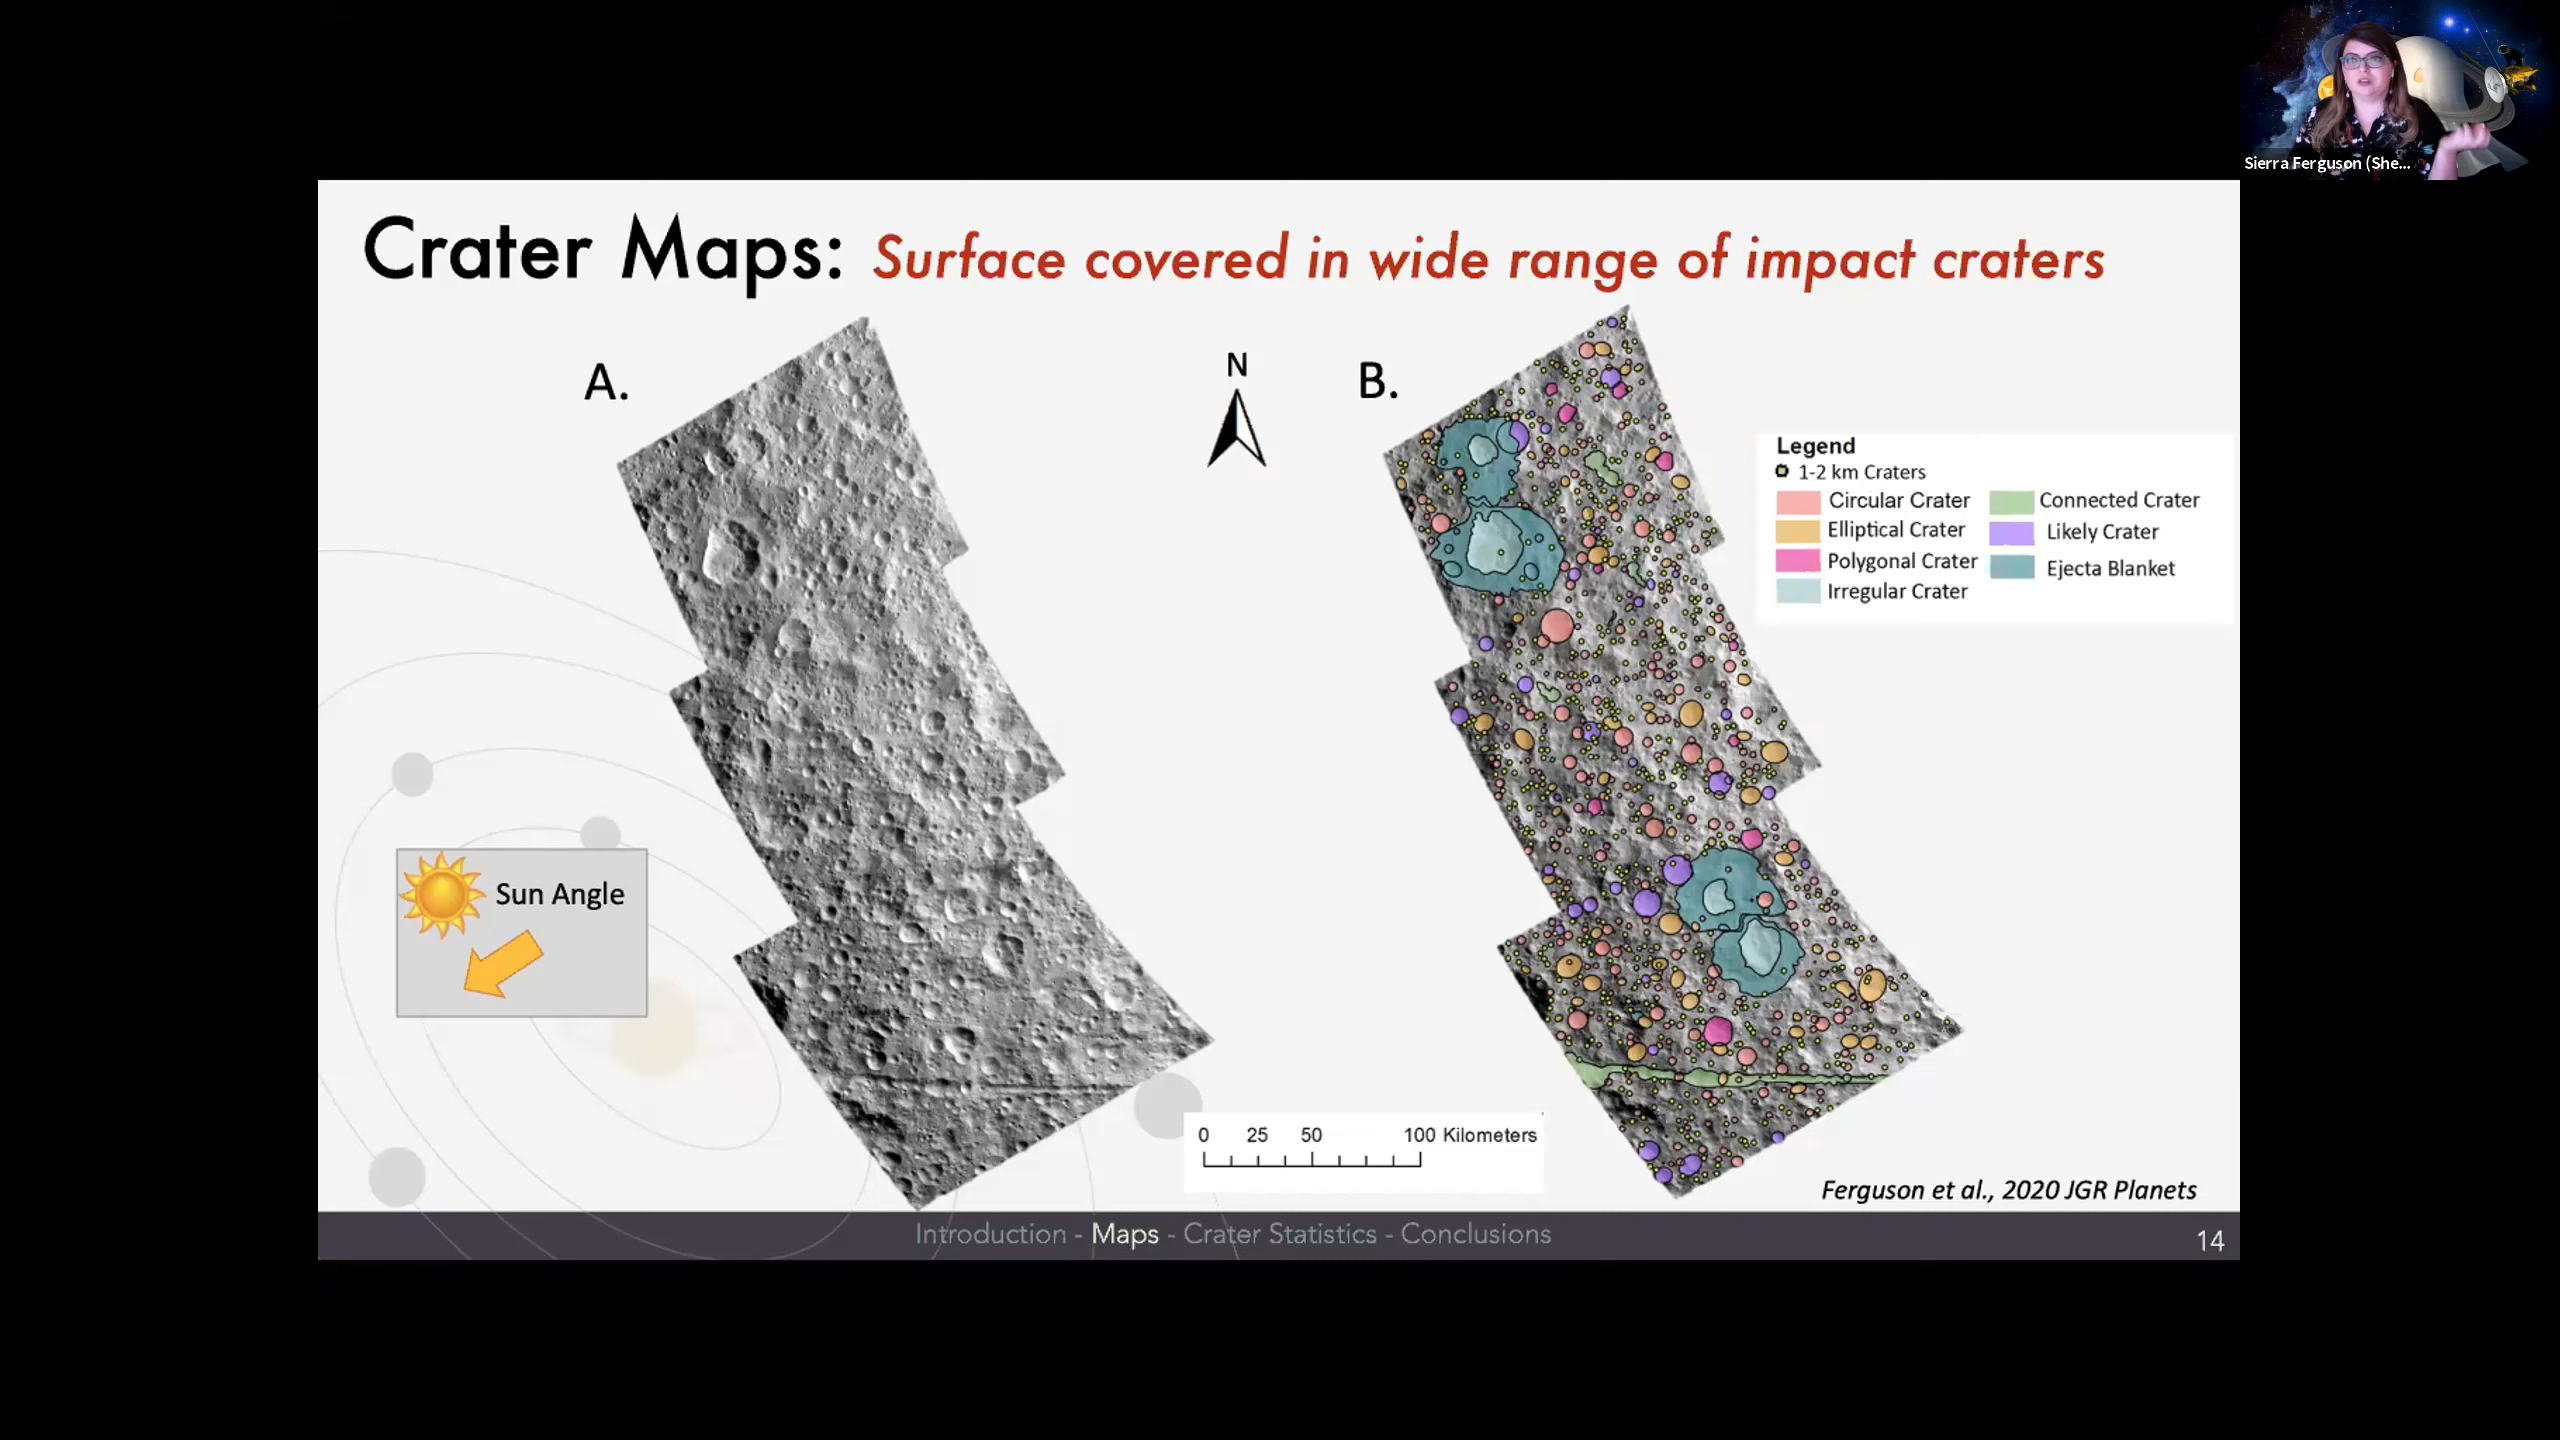 Sierra Ferguson (She...
Crater Maps: Surface covered in wide range of impact craters
A.
N
B.
Legend
1-2 km Craters
Circular Crater
Elliptical Crater
Polygonal Crater
Irregular Crater
Connected Crater
Likely Crater
Ejecta Blanket
Sun Angle
0 25 50 100 Kilometers
Ferguson et al., 2020 JGR Planets
Introduction - Maps - Crater Statistics - Conclusions
14